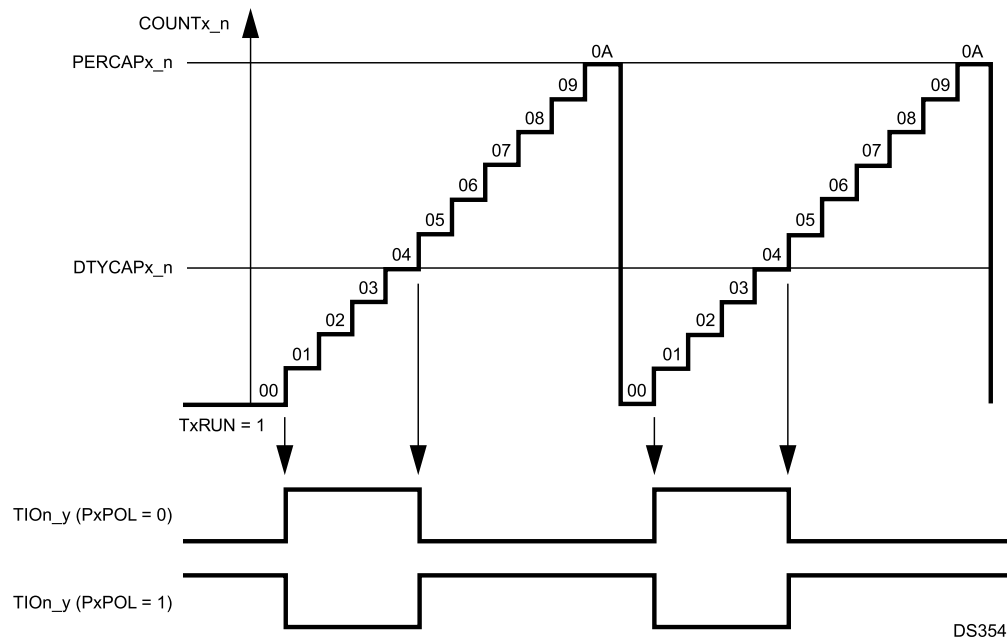 COUNTx_n
PERCAPx_n
0A
0A
09
09
08
08
07
07
06
06
05
05
DTYCAPx_n
04
04
03
03
02
02
01
01
00
00
TxRUN = 1
TIOn_y (PxPOL = 0)
TIOn_y (PxPOL = 1)
DS354